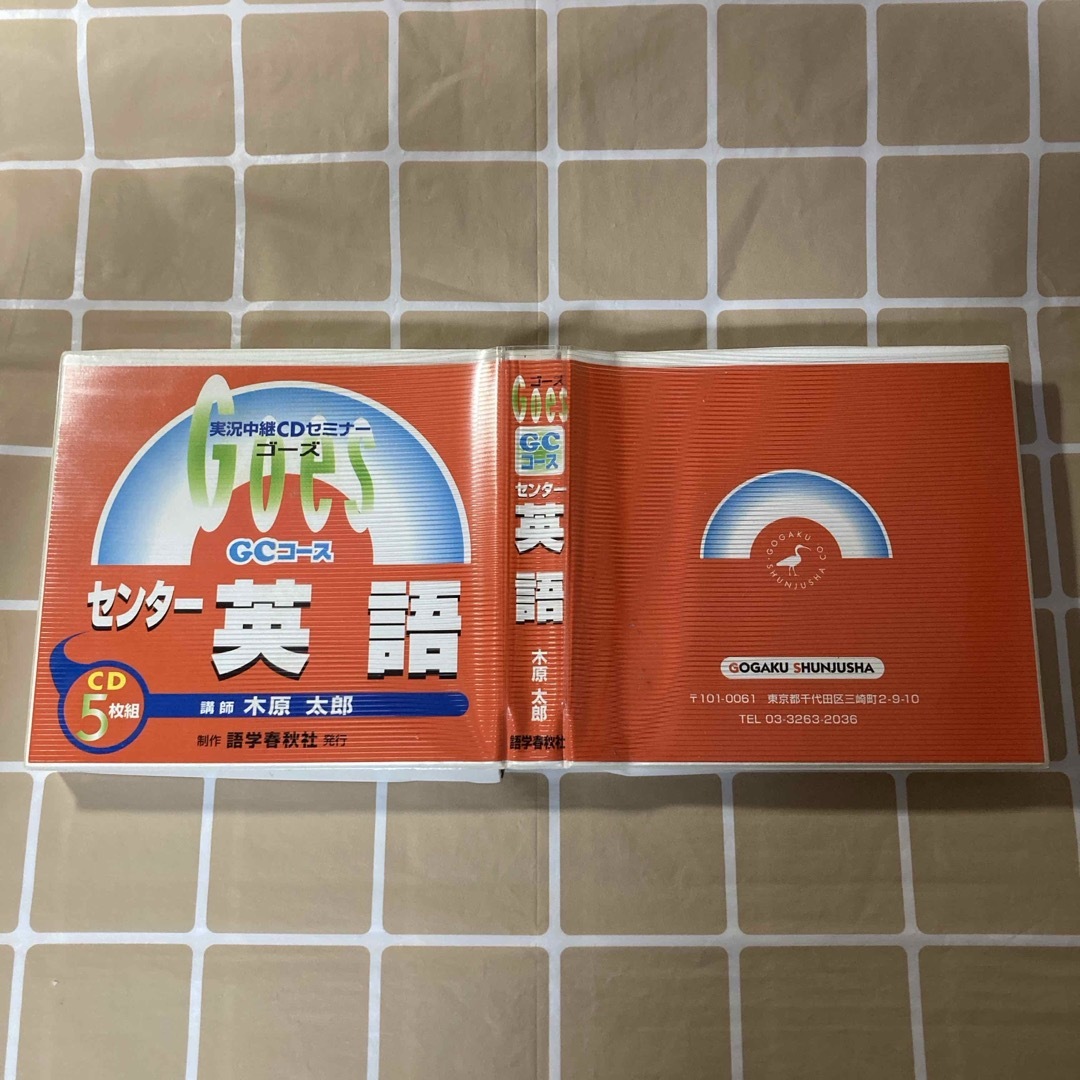 Goes
実況中継CDセミナー
ゴーズ
GCコース
センター 英語
CD
5枚組
講師 木原 太郎
制作 語学春秋社 発行
ゴーズ
Goes
GC
コース
センター
英語
木原 太郎
語学春秋社
GOGAKU SHUNJUSHA CO
GOGAKU SHUNJUSHA
〒101-0061 東京都千代田区三崎町2-9-10
TEL 03-3263-2036